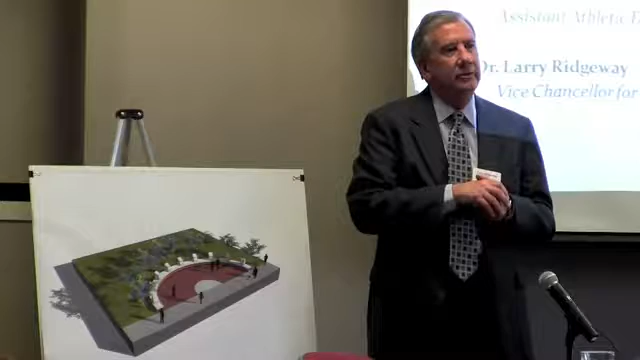 Assistant Athletic
Dr. Larry Ridgeway
Vice Chancellor for